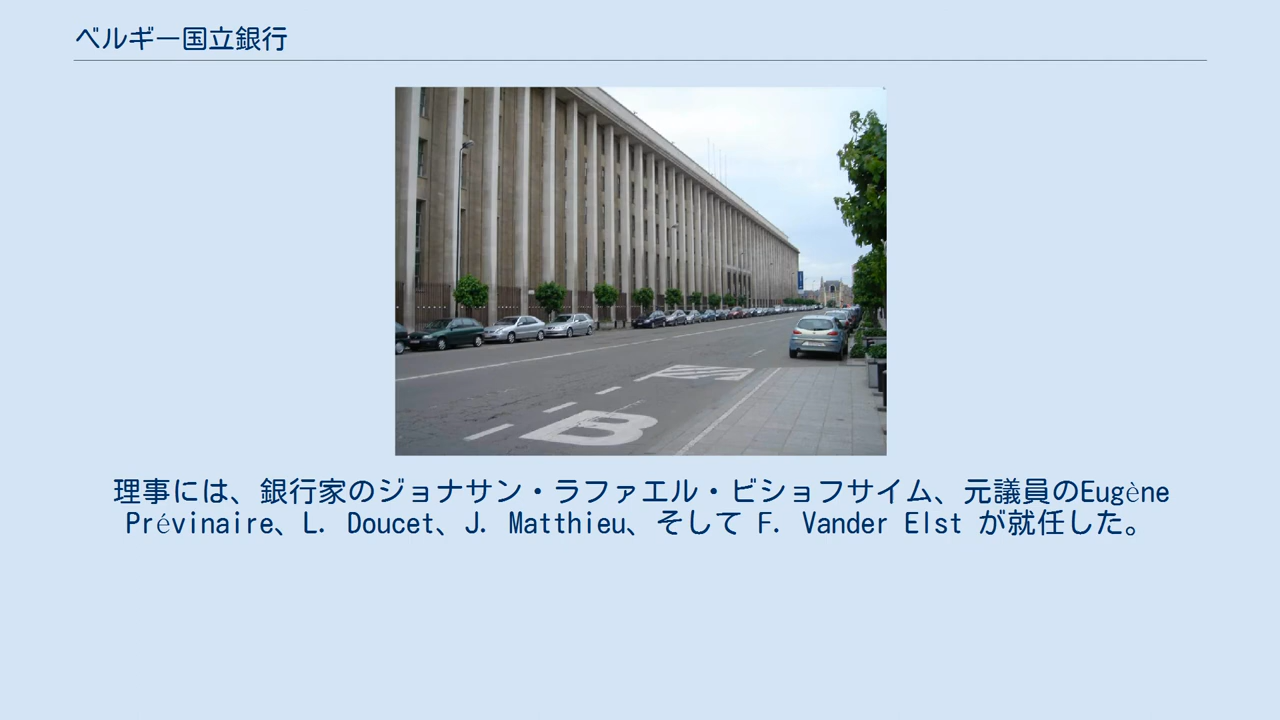 ベルギー国立銀行
B
理事には、銀行家のジョナサン・ラファエル・ビショフサイム、元議員のEugène
Prévinaire、L. Doucet、J. Matthieu、そして F. Vander Elst が就任した。